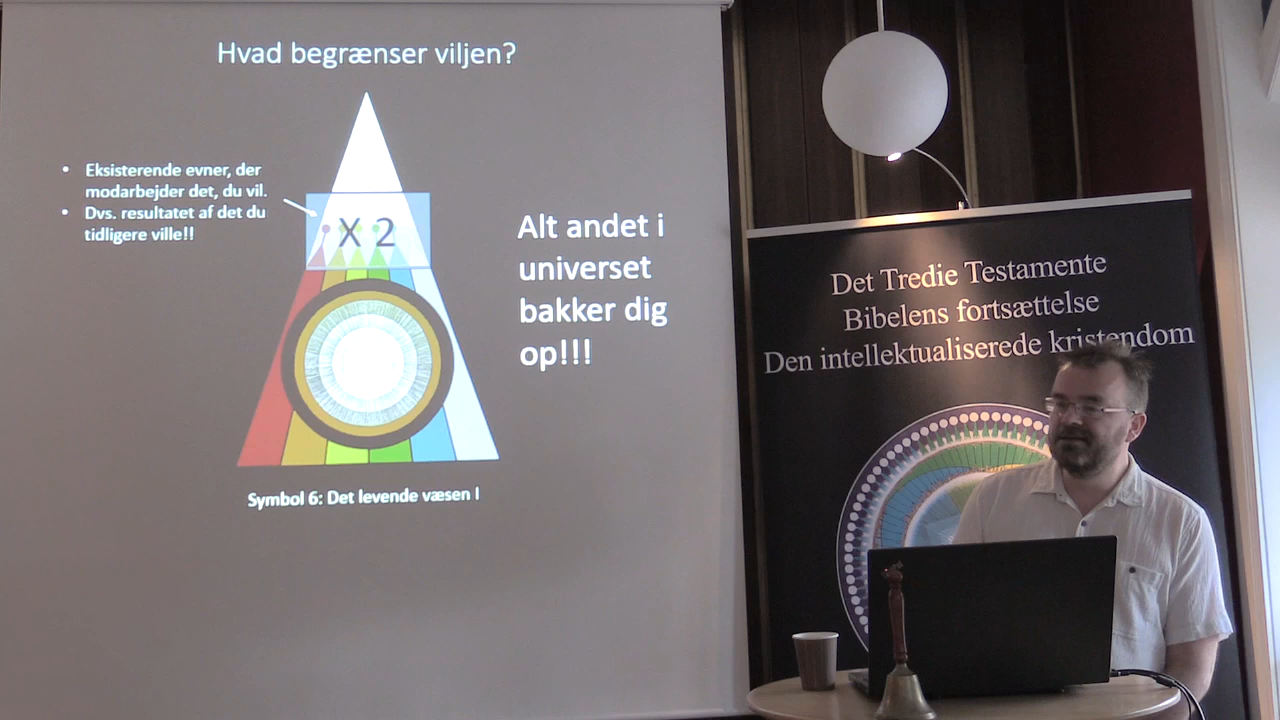 Hvad begrænser viljen?
• Eksisterende evner, der
modarbejder det, du vil.
• Dvs. resultatet af det du
tidligere ville!!
X 2
Alt andet i
universet
bakker dig
op!!!
Symbol 6: Det levende væsen I
Det Tredie Testamente
Bibelens fortsættelse
Den intellektualiserede kristendom